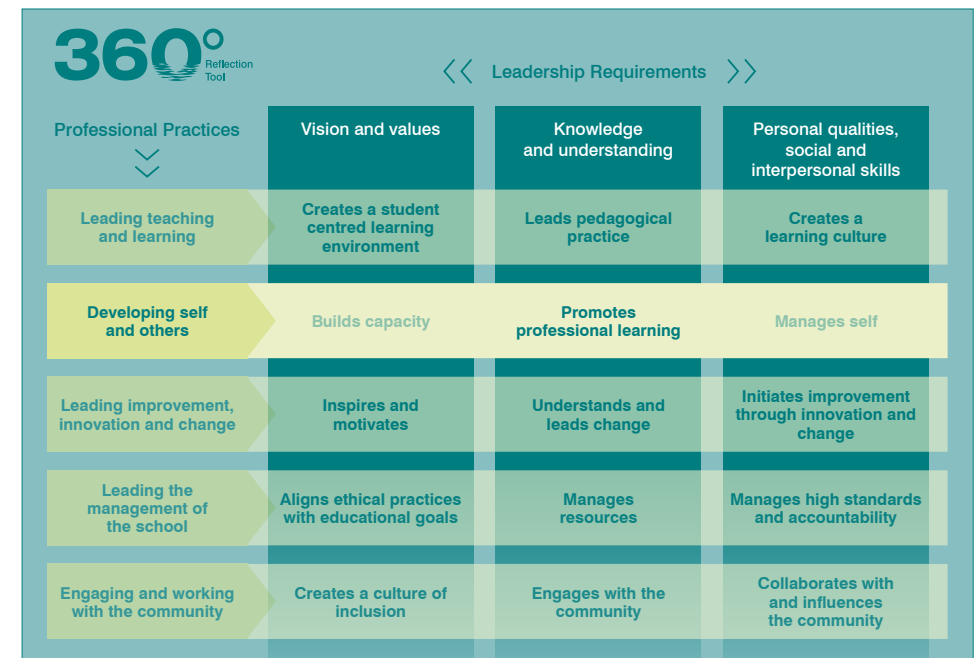 360°
Reflection
Tool
Leadership Requirements
Professional Practices
Vision and values
Knowledge
and understanding
Personal qualities,
social and
interpersonal skills
Leading teaching
and learning
Creates a student
centred learning
environment
Leads pedagogical
practice
Creates a
learning culture
Developing self
and others
Builds capacity
Promotes
professional learning
Manages self
Leading improvement,
innovation and change
Inspires and
motivates
Understands and
leads change
Initiates improvement
through innovation and
change
Leading the
management of
the school
Aligns ethical practices
with educational goals
Manages
resources
Manages high standards
and accountability
Engaging and working
with the community
Creates a culture of
inclusion
Engages with the
community
Collaborates with
and influences
the community